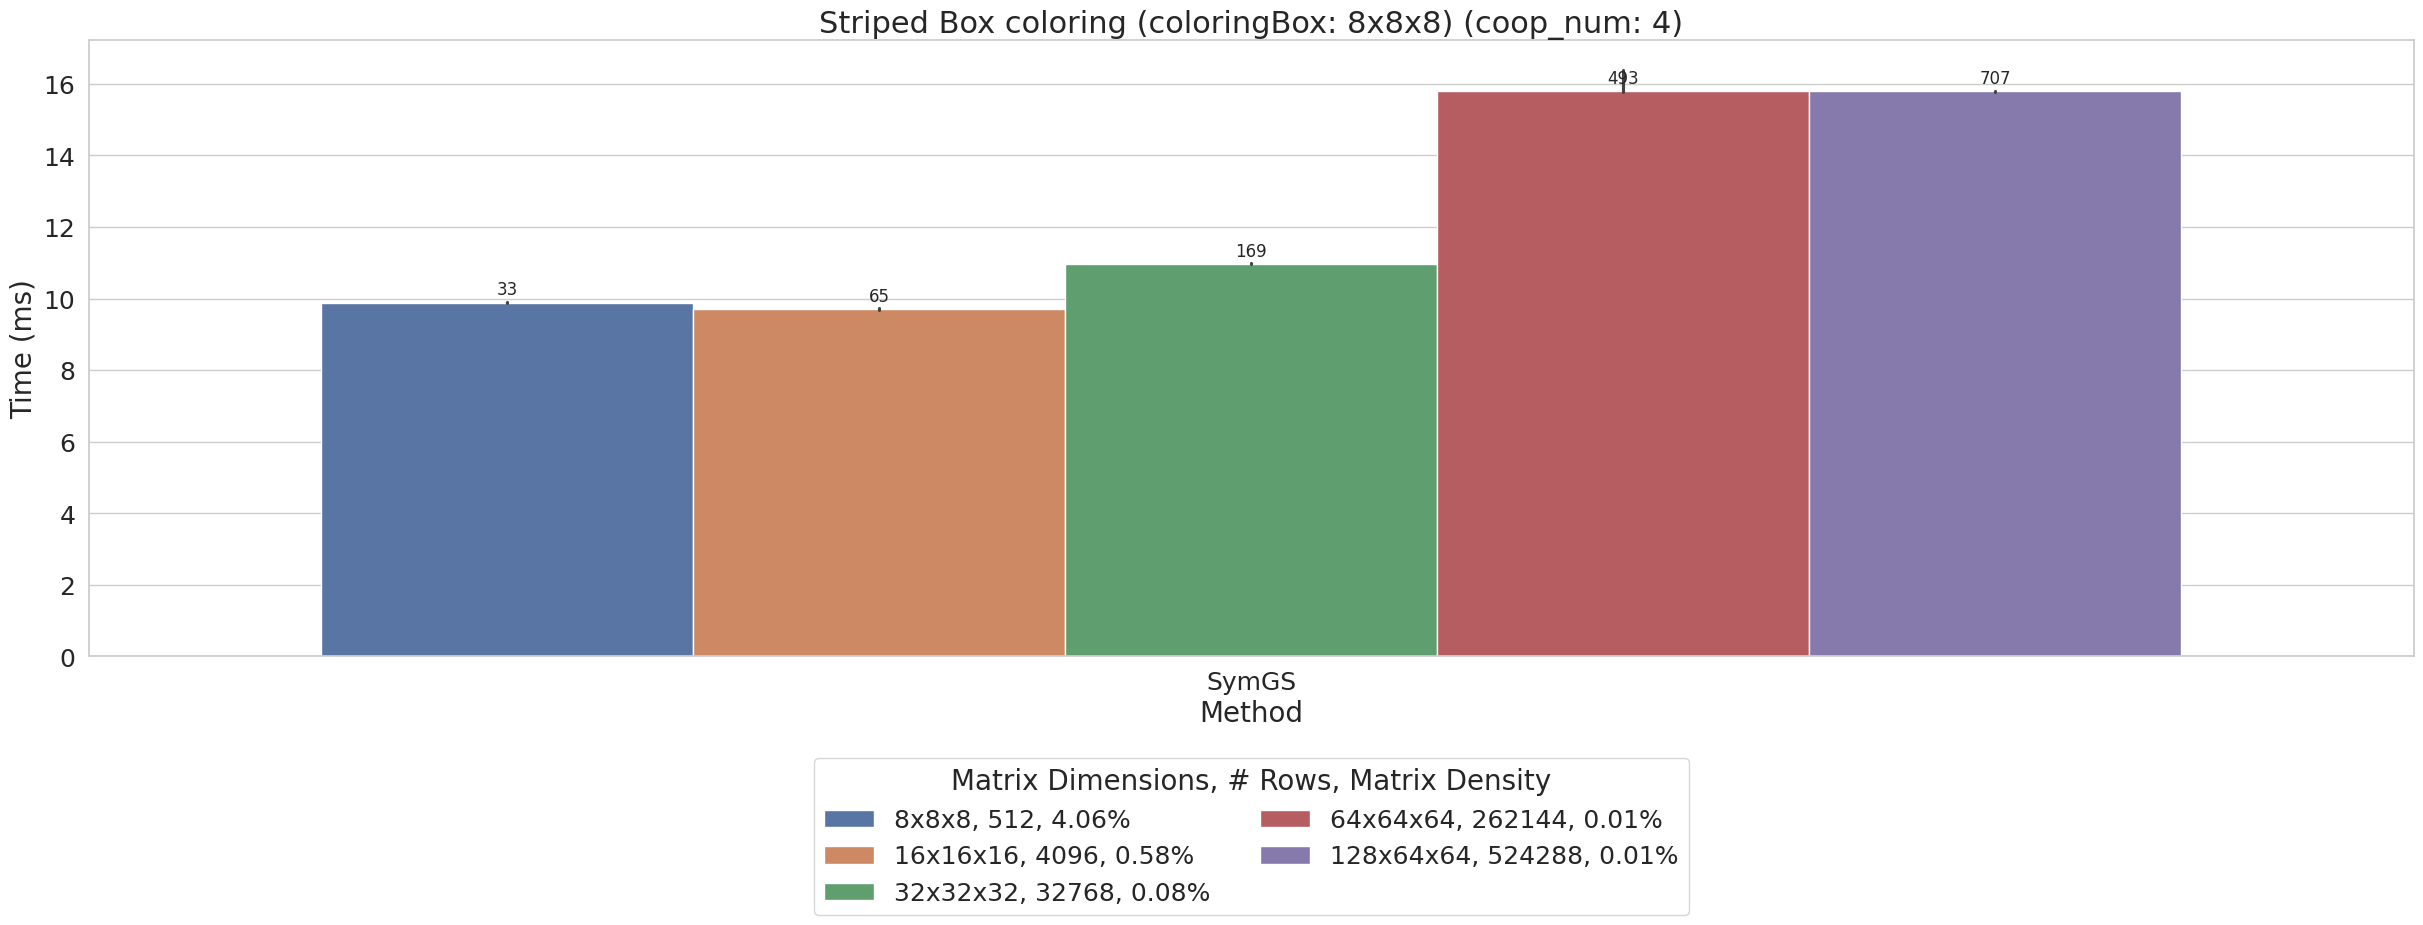 Striped Box coloring (coloringBox: 8x8x8) (coop_num: 4)
Time (ms)
16
14
12
10
8
6
4
2
0
33
65
169
493
707
SymGS
Method
Matrix Dimensions, # Rows, Matrix Density
8x8x8, 512, 4.06%
16x16x16, 4096, 0.58%
32x32x32, 32768, 0.08%
64x64x64, 262144, 0.01%
128x64x64, 524288, 0.01%